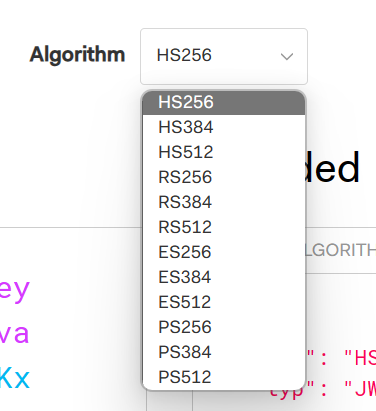 Algorithm HS256
HS256
HS384
HS512
RS256
RS384
RS512
ES256
ES384
ES512
PS256
PS384
PS512
ded
LGORITH
ey
va
Kx
": "HS
typ": "JW